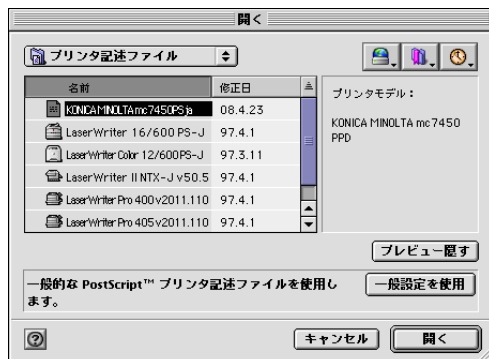 開く
プリンタ記述ファイル
名前 修正日
KONICA MINOLTA mc7450PS ja 08.4.23
LaserWriter 16/600 PS-J 97.4.1
LaserWriter Color 12/600PS-J 97.3.11
LaserWriter II NTX-J v50.5 97.4.1
LaserWriter Pro 400 v2011.110 97.4.1
LaserWriter Pro 405 v2011.110 97.4.1
プリンタモデル：
KONICA MINOLTA mc7450
PPD
プレビュー隠す
一般的な PostScript™ プリンタ記述ファイルを使用し
ます。
一般設定を使用
?
キャンセル
開く